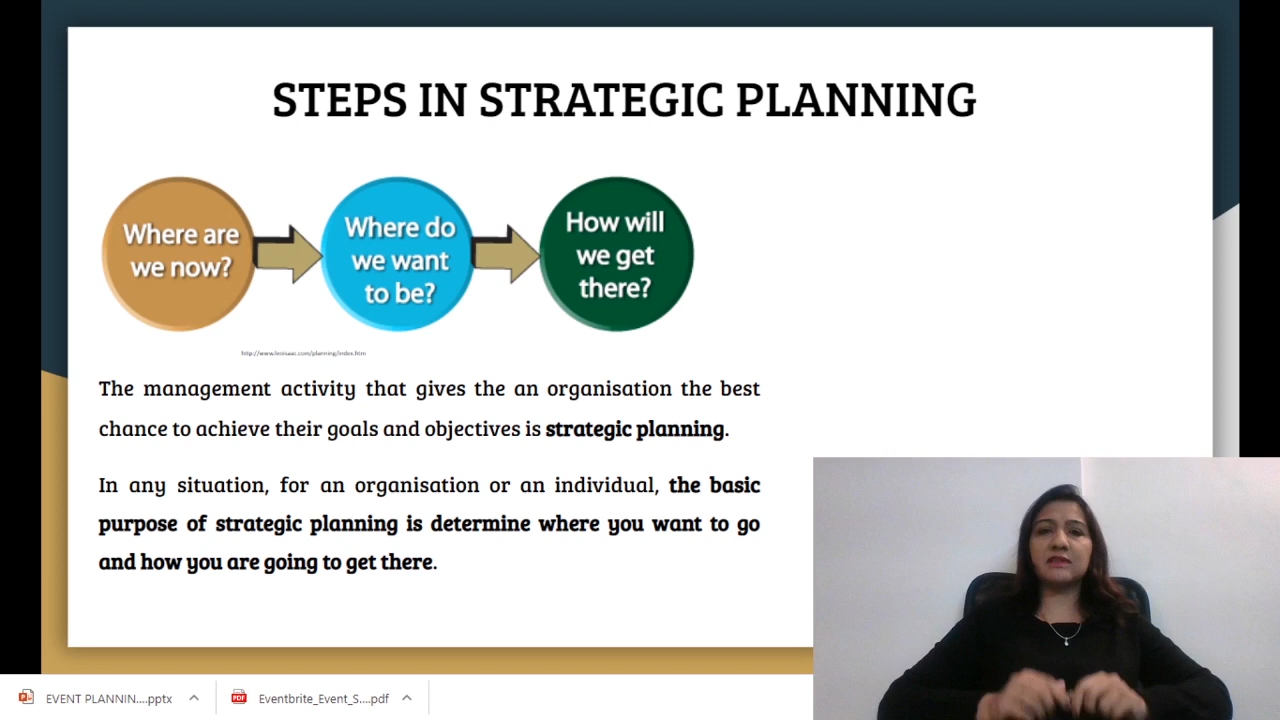 STEPS IN STRATEGIC PLANNING
Where are
we now?
Where do
we want
to be?
How will
we get
there?
http://www.leoisaac.com/planning/index.htm
The management activity that gives the an organisation the best
chance to achieve their goals and objectives is strategic planning.
In any situation, for an organisation or an individual, the basic
purpose of strategic planning is determine where you want to go
and how you are going to get there.
EVENT PLANNIN....pptx
PDF
Eventbrite_Event_S....pdf